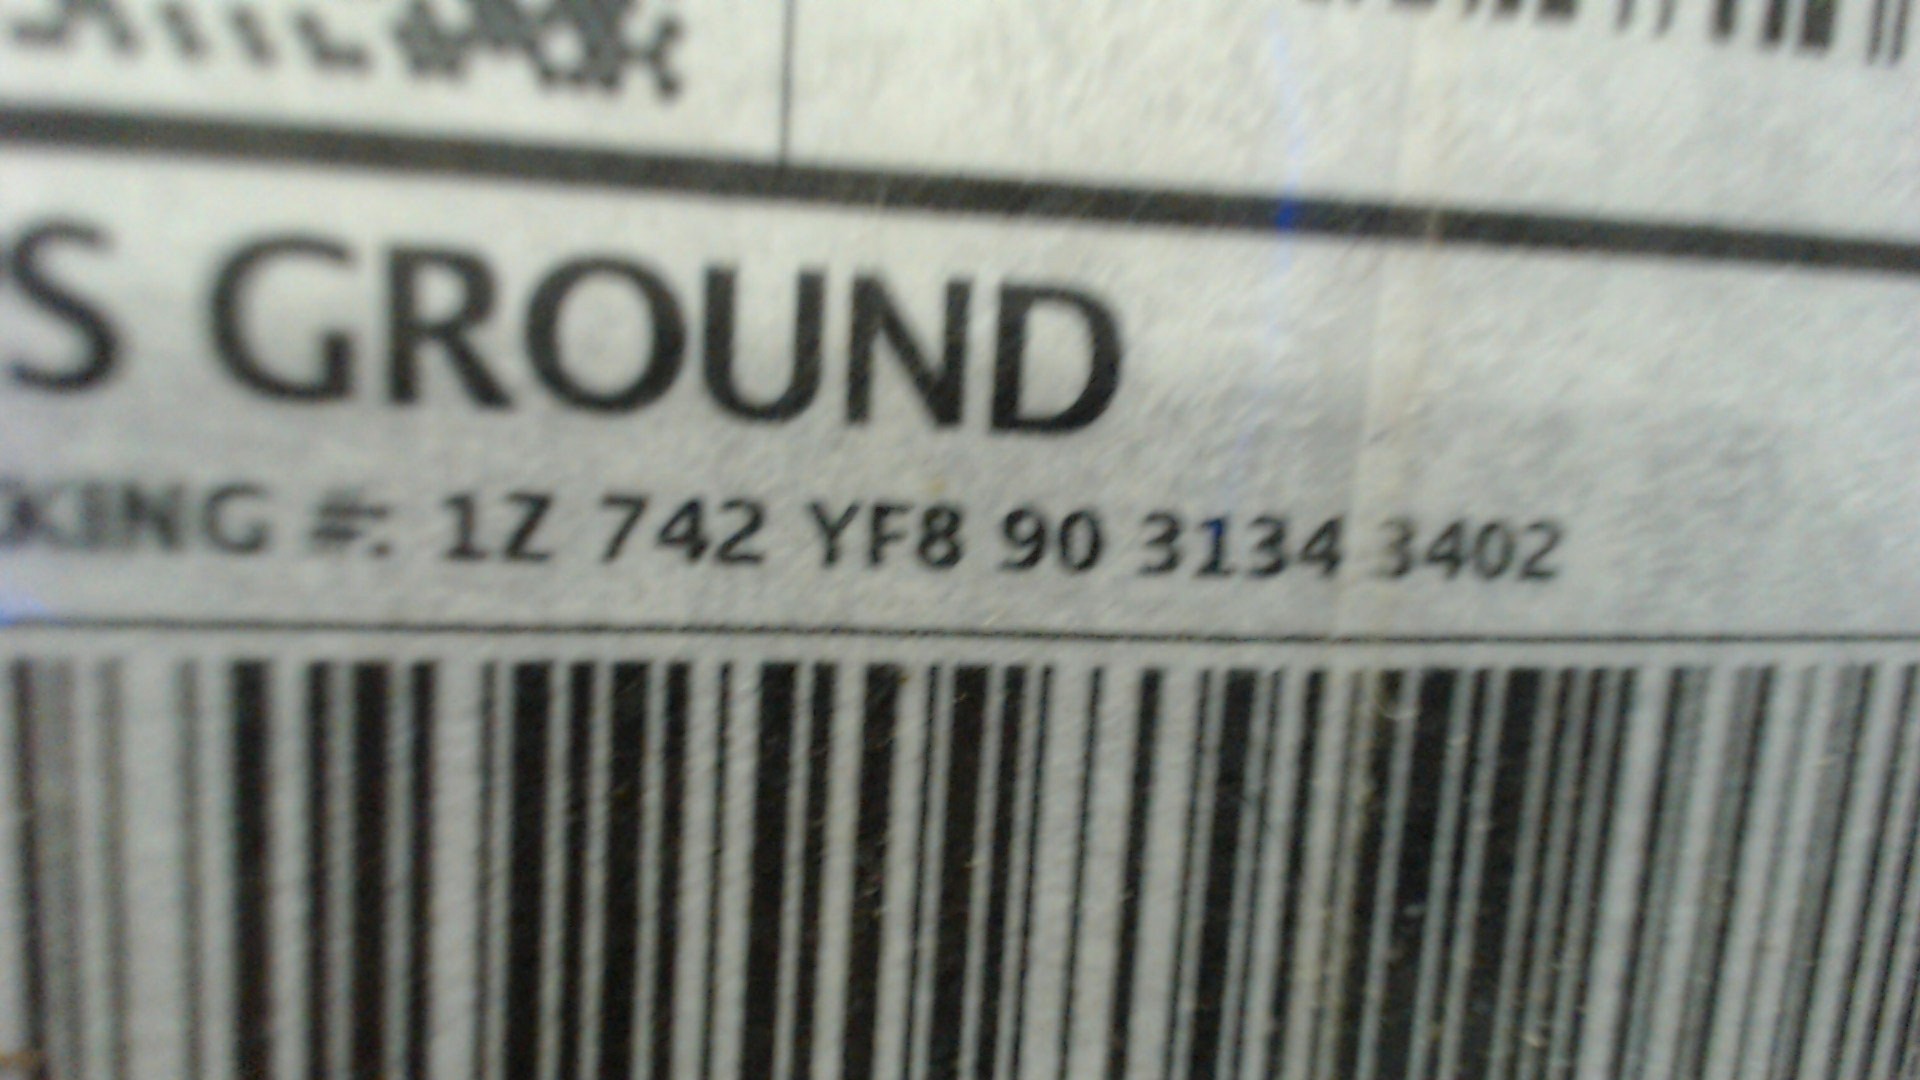 S GROUND
KING #: 1Z 742 YF8 90 3134 3402